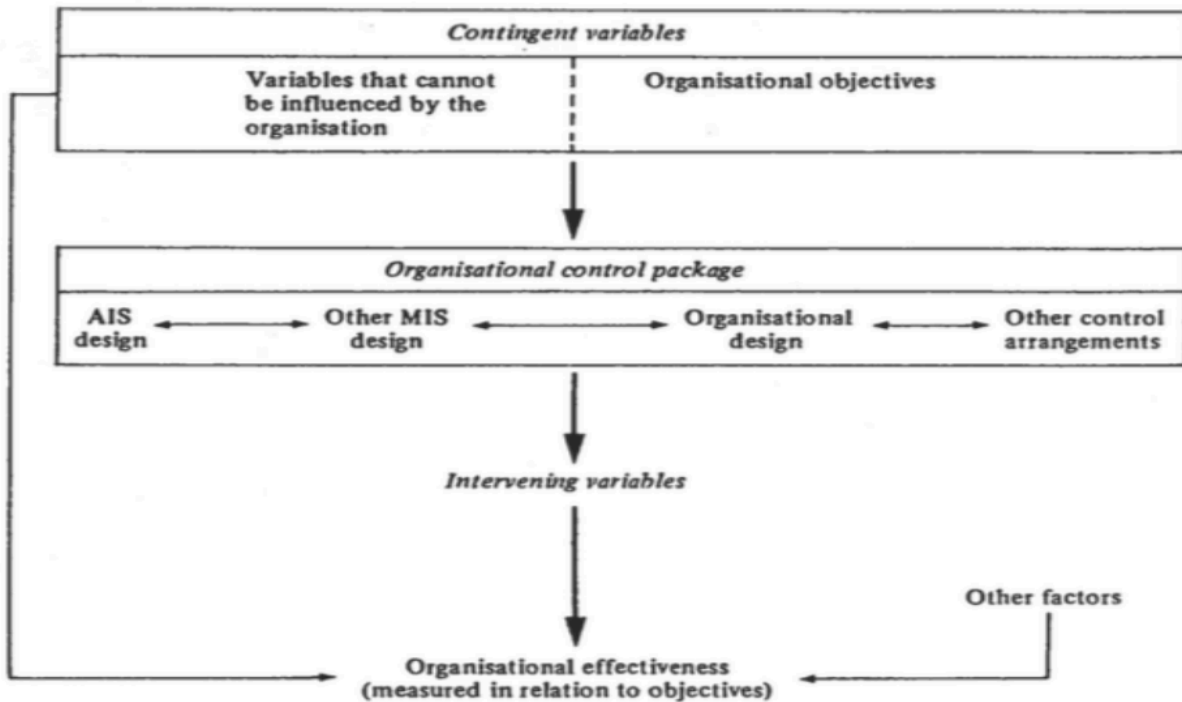 Contingent variables
Variables that cannot
be influenced by the
organisation
Organisational objectives
Organisational control package
AIS
design
Other MIS
design
Organisational
design
Other control
arrangements
Intervening variables
Other factors
Organisational effectiveness
(measured in relation to objectives)